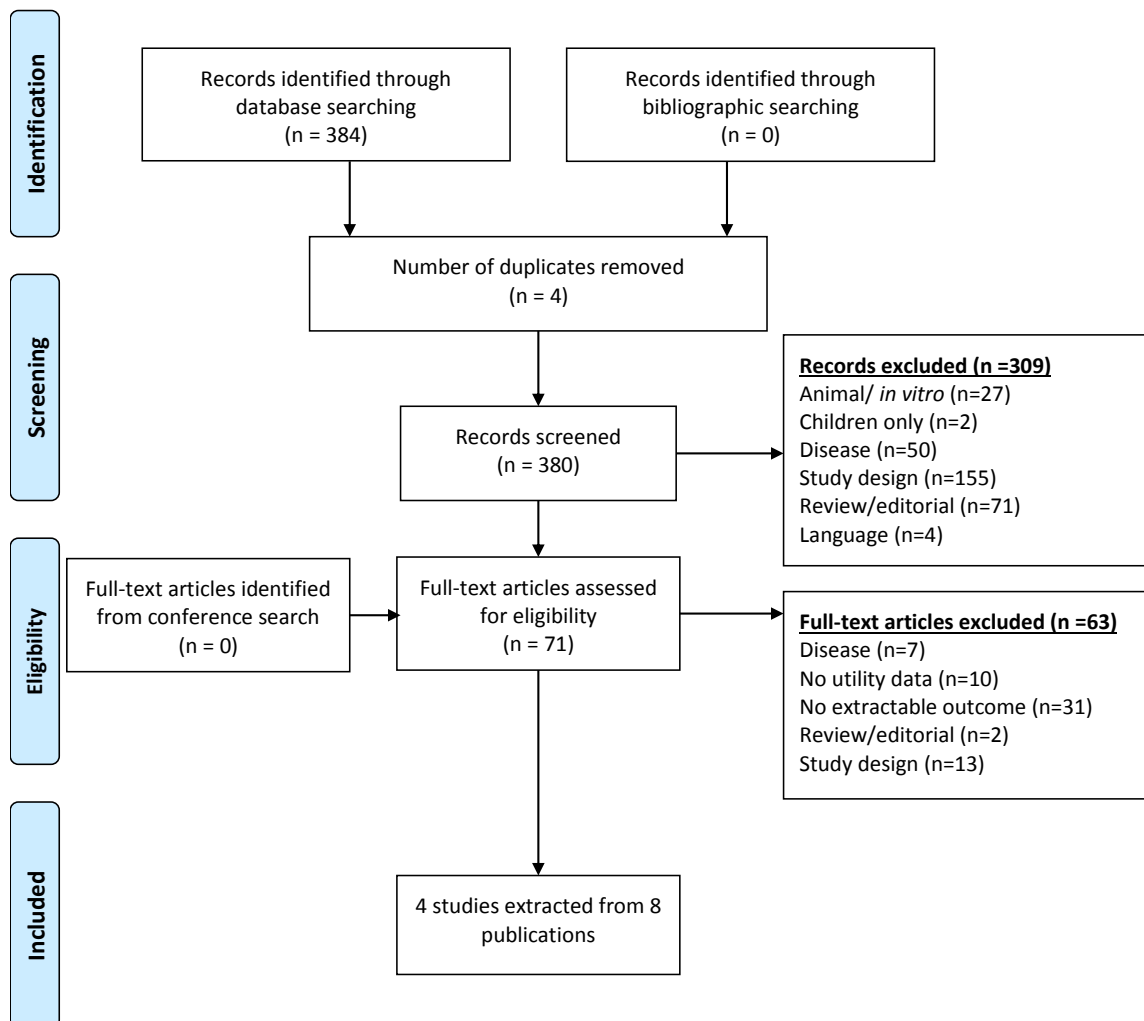 Identification
Records identified through
database searching
(n = 384)
Records identified through
bibliographic searching
(n = 0)
Number of duplicates removed
(n = 4)
Screening
Records screened
(n = 380)
Records excluded (n =309)
Animal/ in vitro (n=27)
Children only (n=2)
Disease (n=50)
Study design (n=155)
Review/editorial (n=71)
Language (n=4)
Eligibility
Full-text articles identified
from conference search
(n = 0)
Full-text articles assessed
for eligibility
(n = 71)
Full-text articles excluded (n =63)
Disease (n=7)
No utility data (n=10)
No extractable outcome (n=31)
Review/editorial (n=2)
Study design (n=13)
Included
4 studies extracted from 8
publications